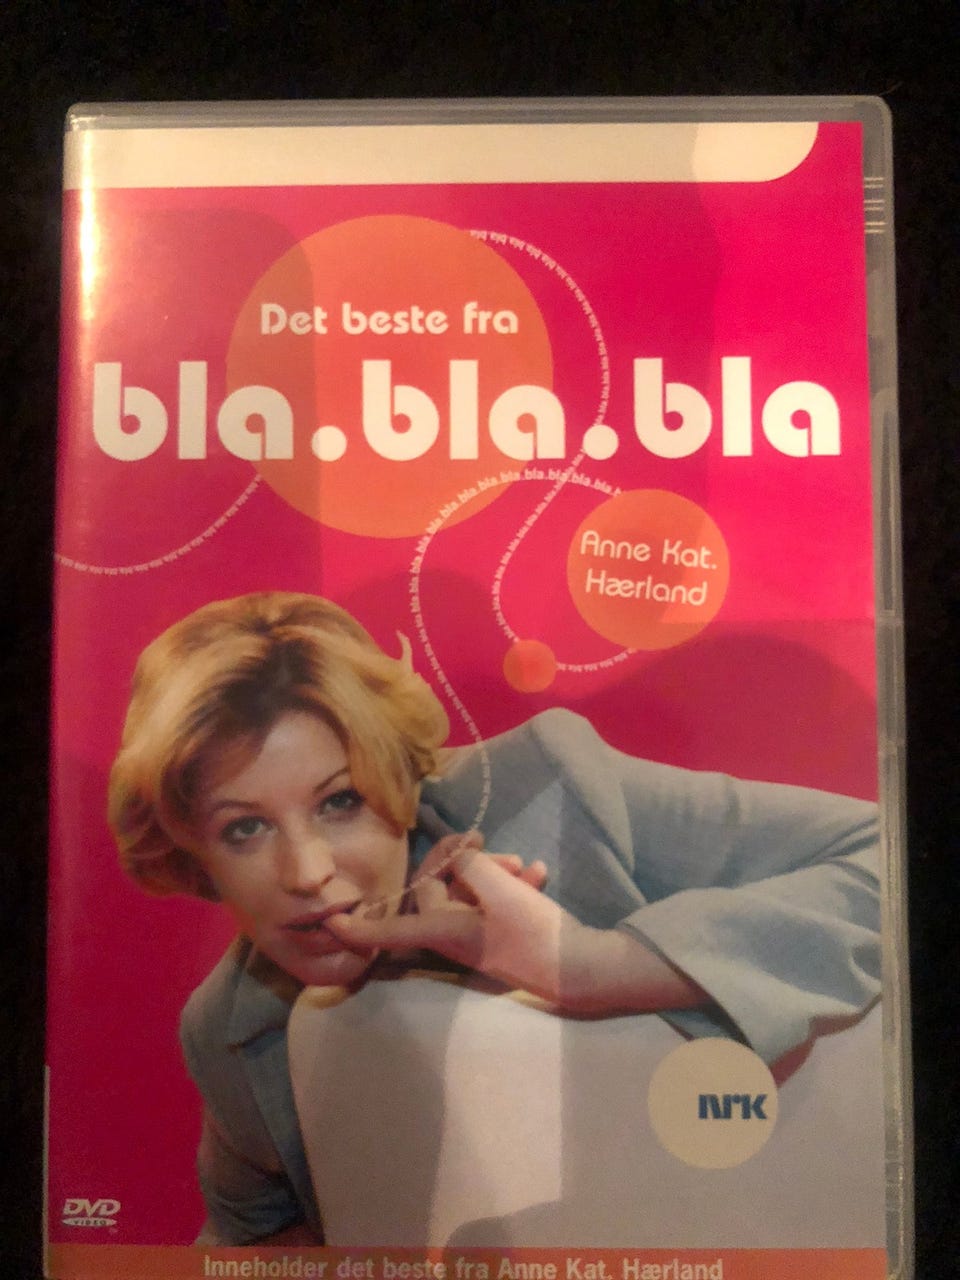 Det beste fra
bla.bla.bla
Anne Kat.
Hærland
NRK
DVD
VIDEO
Inneholder det beste fra Anne Kat. Hærland